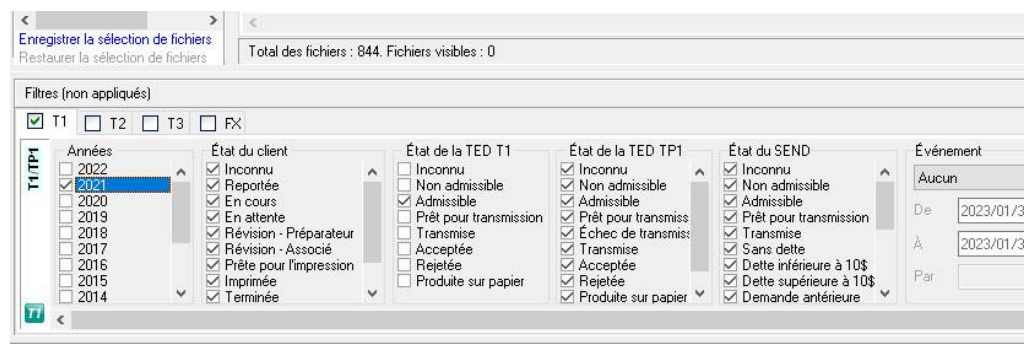 Enregistrer la sélection de fichiers
Restaurer la sélection de fichiers
Total des fichiers : 844. Fichiers visibles : 0
Filtres (non appliqués)
T1 T2 T3 FX
T1/TP1
Années
2022
2021
2020
2019
2018
2017
2016
2015
2014
État du client
Inconnu
Reportée
En cours
En attente
Révision - Préparateur
Révision - Associé
Prête pour l'impression
Imprimée
Terminée
État de la TED T1
Inconnu
Non admissible
Admissible
Prêt pour transmission
Transmise
Acceptée
Rejetée
Produite sur papier
État de la TED TP1
Inconnu
Non admissible
Admissible
Prêt pour transmiss
Échec de transmiss
Transmise
Acceptée
Rejetée
Produite sur papier
État du SEND
Inconnu
Non admissible
Admissible
Prêt pour transmission
Transmise
Sans dette
Dette inférieure à 10$
Dette supérieure à 10$
Demande antérieure
Événement
Aucun
De 2023/01/3
À 2023/01/3
Par
T1